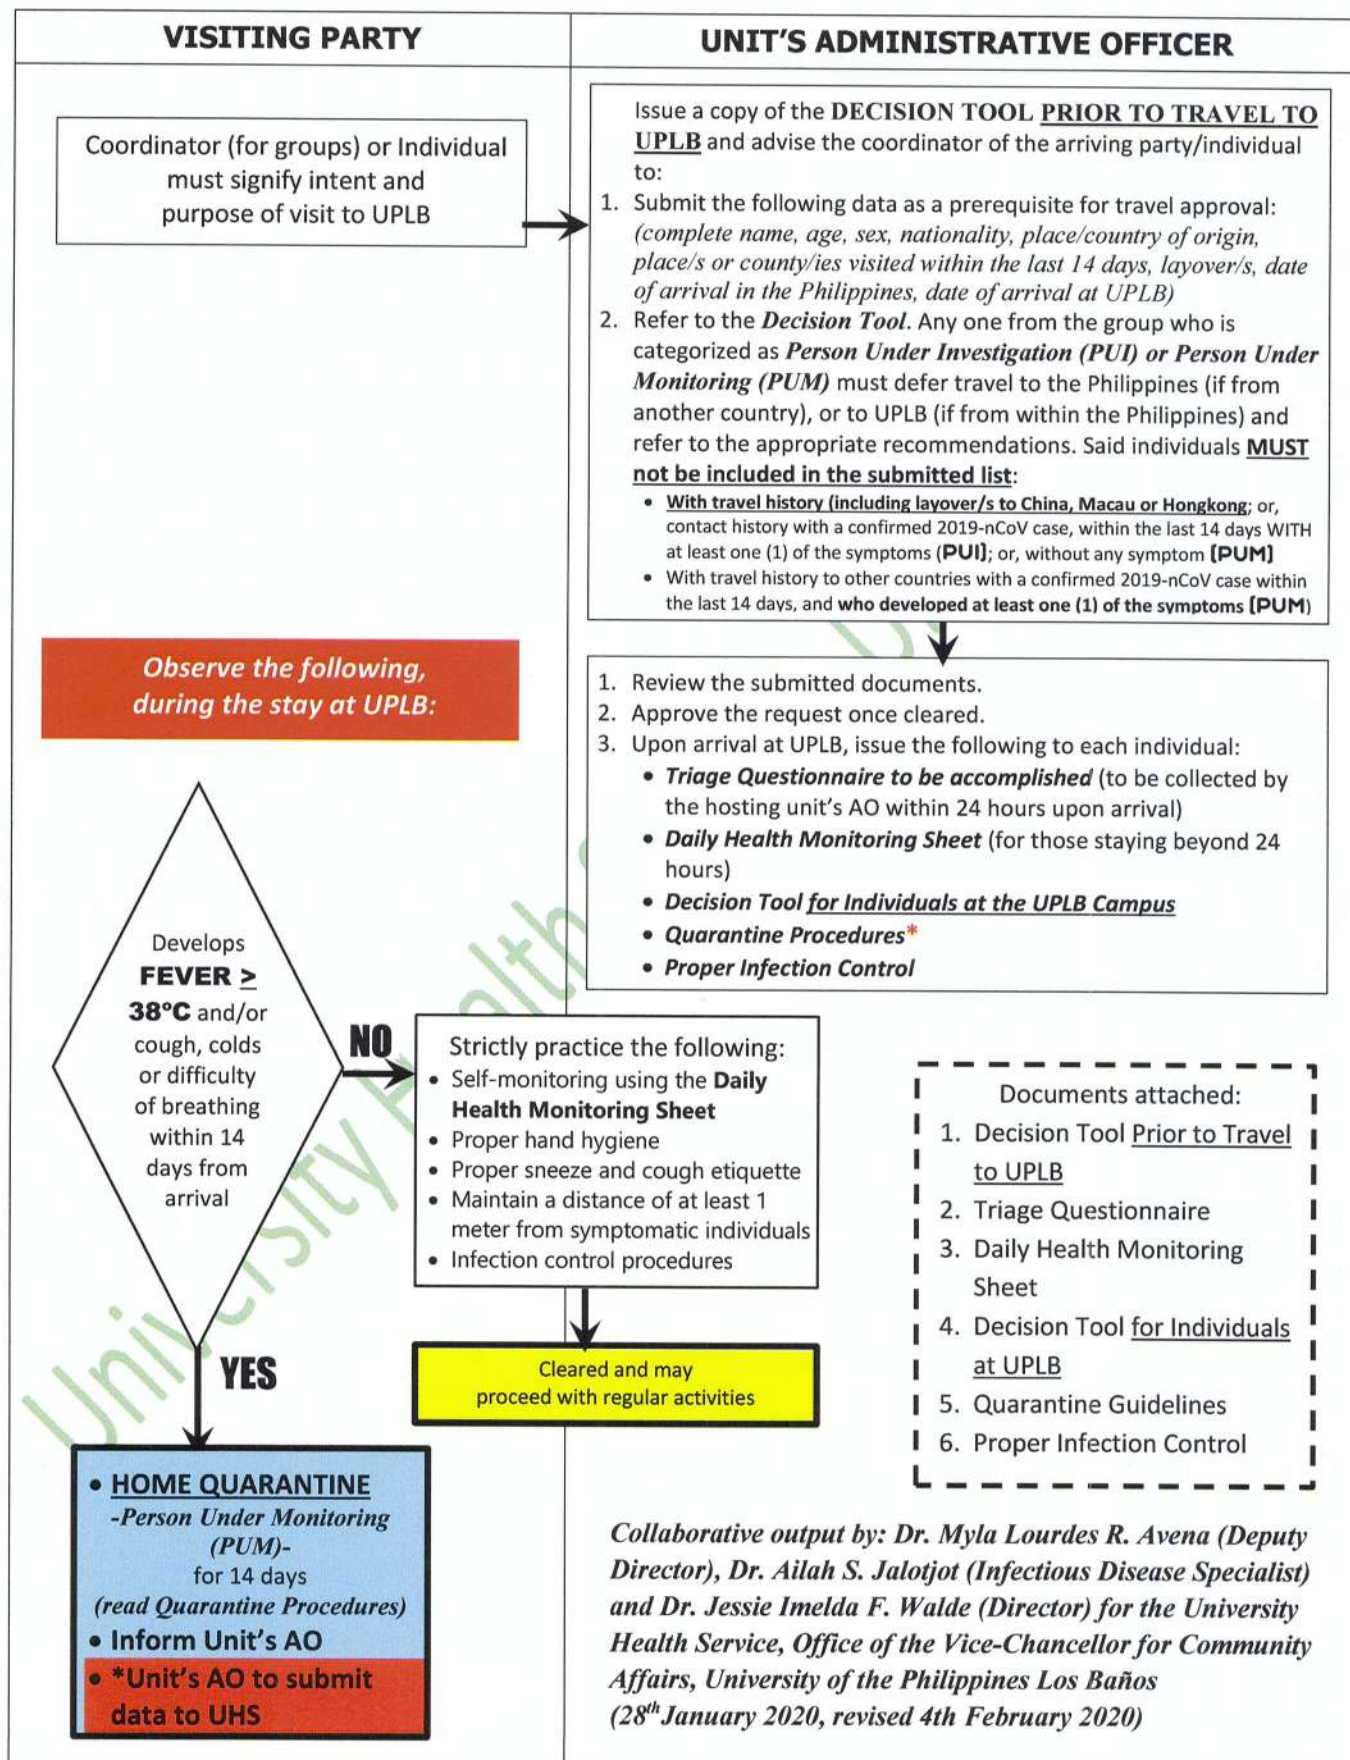 VISITING PARTY
UNIT'S ADMINISTRATIVE OFFICER
Coordinator (for groups) or Individual
must signify intent and
purpose of visit to UPLB
Issue a copy of the DECISION TOOL PRIOR TO TRAVEL TO
UPLB and advise the coordinator of the arriving party/individual
to:
1. Submit the following data as a prerequisite for travel approval:
(complete name, age, sex, nationality, place/country of origin,
place/s or county/ies visited within the last 14 days, layover/s, date
of arrival in the Philippines, date of arrival at UPLB)
2. Refer to the Decision Tool. Any one from the group who is
categorized as Person Under Investigation (PUI) or Person Under
Monitoring (PUM) must defer travel to the Philippines (if from
another country), or to UPLB (if from within the Philippines) and
refer to the appropriate recommendations. Said individuals MUST
not be included in the submitted list:
• With travel history (including layover/s to China, Macau or Hongkong; or,
contact history with a confirmed 2019-nCoV case, within the last 14 days WITH
at least one (1) of the symptoms (PUI); or, without any symptom (PUM)
• With travel history to other countries with a confirmed 2019-nCoV case within
the last 14 days, and who developed at least one (1) of the symptoms (PUM)
Observe the following,
during the stay at UPLB:
1. Review the submitted documents.
2. Approve the request once cleared.
3. Upon arrival at UPLB, issue the following to each individual:
• Triage Questionnaire to be accomplished (to be collected by
the hosting unit's AO within 24 hours upon arrival)
• Daily Health Monitoring Sheet (for those staying beyond 24
hours)
• Decision Tool for Individuals at the UPLB Campus
• Quarantine Procedures*
• Proper Infection Control
Develops
FEVER ≥
38°C and/or
cough, colds
or difficulty
of breathing
within 14
days from
arrival
NO
Strictly practice the following:
• Self-monitoring using the Daily
Health Monitoring Sheet
• Proper hand hygiene
• Proper sneeze and cough etiquette
• Maintain a distance of at least 1
meter from symptomatic individuals
• Infection control procedures
Cleared and may
proceed with regular activities
YES
• HOME QUARANTINE
-Person Under Monitoring
(PUM)-
for 14 days
(read Quarantine Procedures)
• Inform Unit's AO
• *Unit's AO to submit
data to UHS
Documents attached:
1. Decision Tool Prior to Travel
to UPLB
2. Triage Questionnaire
3. Daily Health Monitoring
Sheet
4. Decision Tool for Individuals
at UPLB
5. Quarantine Guidelines
6. Proper Infection Control
Collaborative output by: Dr. Myla Lourdes R. Avena (Deputy
Director), Dr. Ailah S. Jalotjot (Infectious Disease Specialist)
and Dr. Jessie Imelda F. Walde (Director) for the University
Health Service, Office of the Vice-Chancellor for Community
Affairs, University of the Philippines Los Baños
(28th January 2020, revised 4th February 2020)
University Health